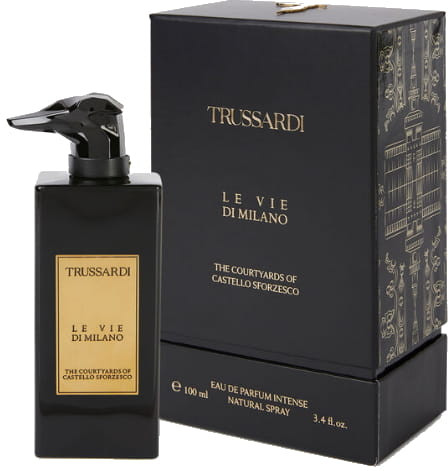 TRUSSARDI
LE VIE
DI MILANO
THE COURTYARDS OF
CASTELLO SFORZESCO
TRUSSARDI
LE VIE
DI MILANO
THE COURTYARDS OF
CASTELLO SFORZESCO
℮ 100 ml
EAU DE PARFUM INTENSE
NATURAL SPRAY
3.4 fl. oz.